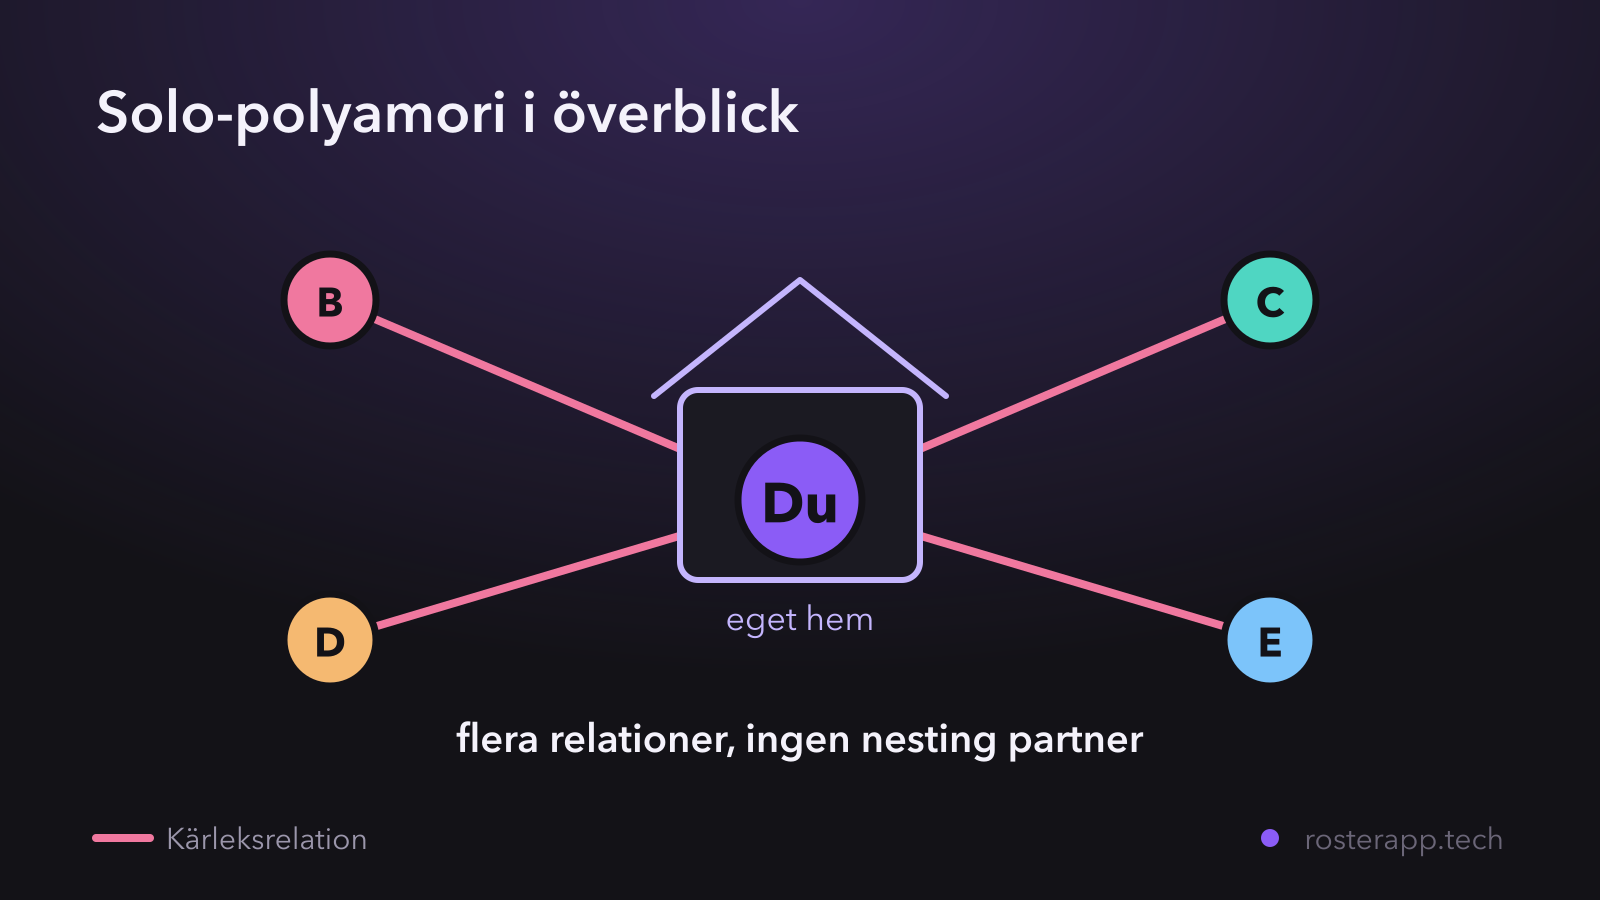 Solo-polyamori i överblick
B
C
Du
eget hem
D
E
flera relationer, ingen nesting partner
Kärleksrelation
rosterapp.tech